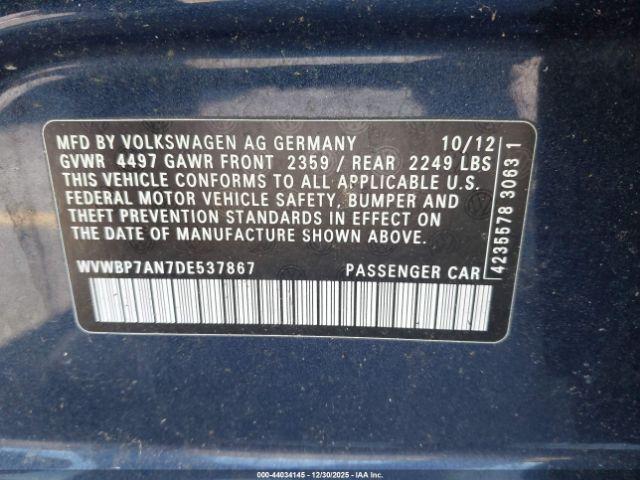 MFD BY VOLKSWAGEN AG GERMANY 10/12
GVWR 4497 GAWR FRONT 2359 / REAR 2249 LBS
THIS VEHICLE CONFORMS TO ALL APPLICABLE U.S.
FEDERAL MOTOR VEHICLE SAFETY, BUMPER AND
THEFT PREVENTION STANDARDS IN EFFECT ON
THE DATE OF MANUFACTURE SHOWN ABOVE.
WVWBP7AN7DE537867 PASSENGER CAR
4235578 3063 1
000-44034145 - 12/30/2025 - IAA, Inc.